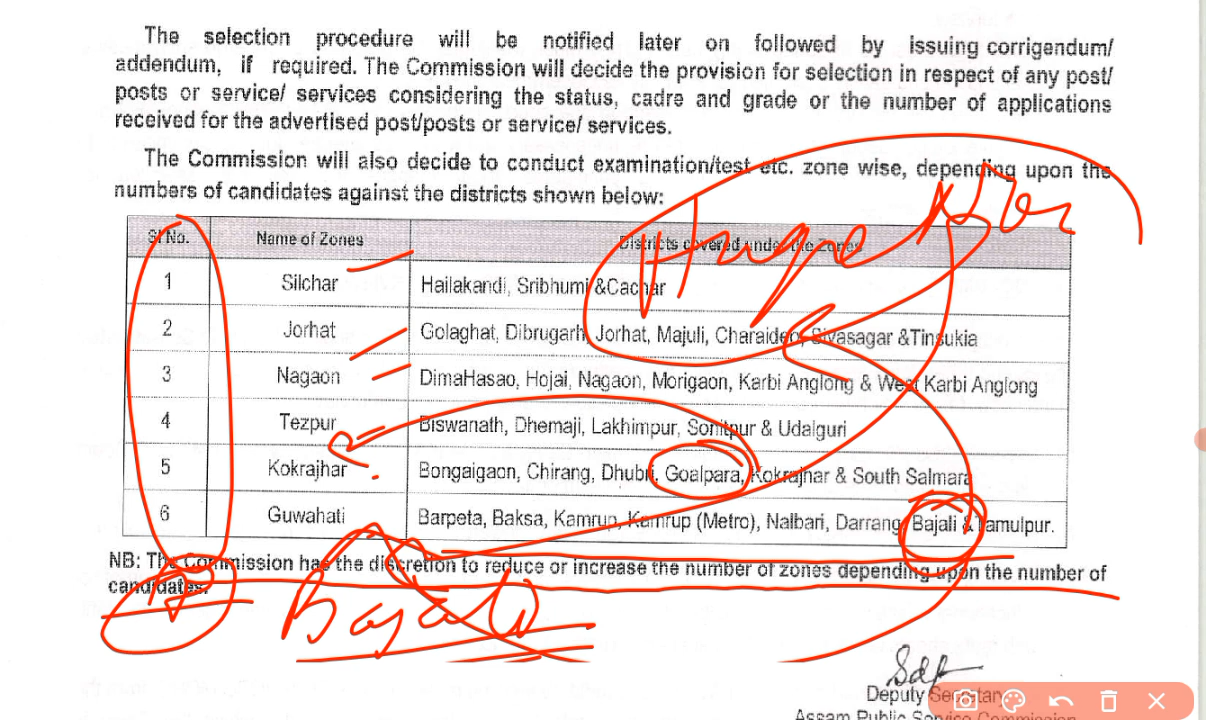 The selection procedure will be notified later on followed by issuing corrigendum/
addendum, if required. The Commission will decide the provision for selection in respect of any post/
posts or service/ services considering the status, cadre and grade or the number of applications
received for the advertised post/posts or service/ services.
The Commission will also decide to conduct examination/test etc. zone wise, depending upon the
numbers of candidates against the districts shown below:
Sl No. Name of Zones Districts covered under the Zones
1 Silchar Hailakandi, Sribhumi &Cachar
2 Jorhat Golaghat, Dibrugarh, Jorhat, Majuli, Charaideo, Sivasagar &Tinsukia
3 Nagaon DimaHasao, Hojai, Nagaon, Morigaon, Karbi Anglong & West Karbi Anglong
4 Tezpur Biswanath, Dhemaji, Lakhimpur, Sonitpur & Udalguri
5 Kokrajhar Bongaigaon, Chirang, Dhubri, Goalpara, Kokrajhar & South Salmara
6 Guwahati Barpeta, Baksa, Kamrup, Kamrup (Metro), Nalbari, Darrang, Bajali & Tamulpur.
NB: The Commission has the discretion to reduce or increase the number of zones depending upon the number of
candidates.
Sd/-
Deputy Secretary
Assam Public Service Commission